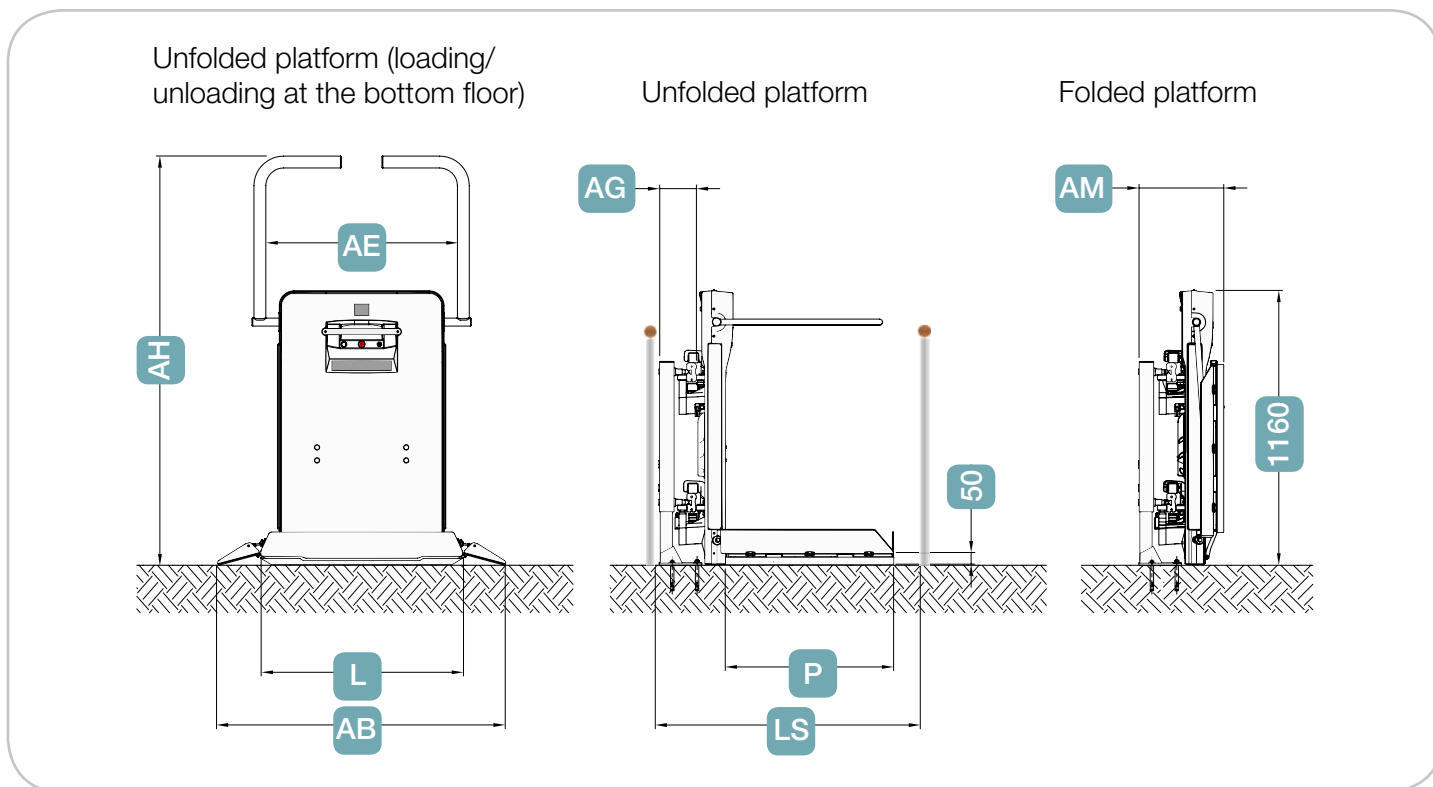 Unfolded platform (loading/
unloading at the bottom floor)
Unfolded platform
Folded platform
AG
AM
AE
AH
1160
50
L
P
AB
LS